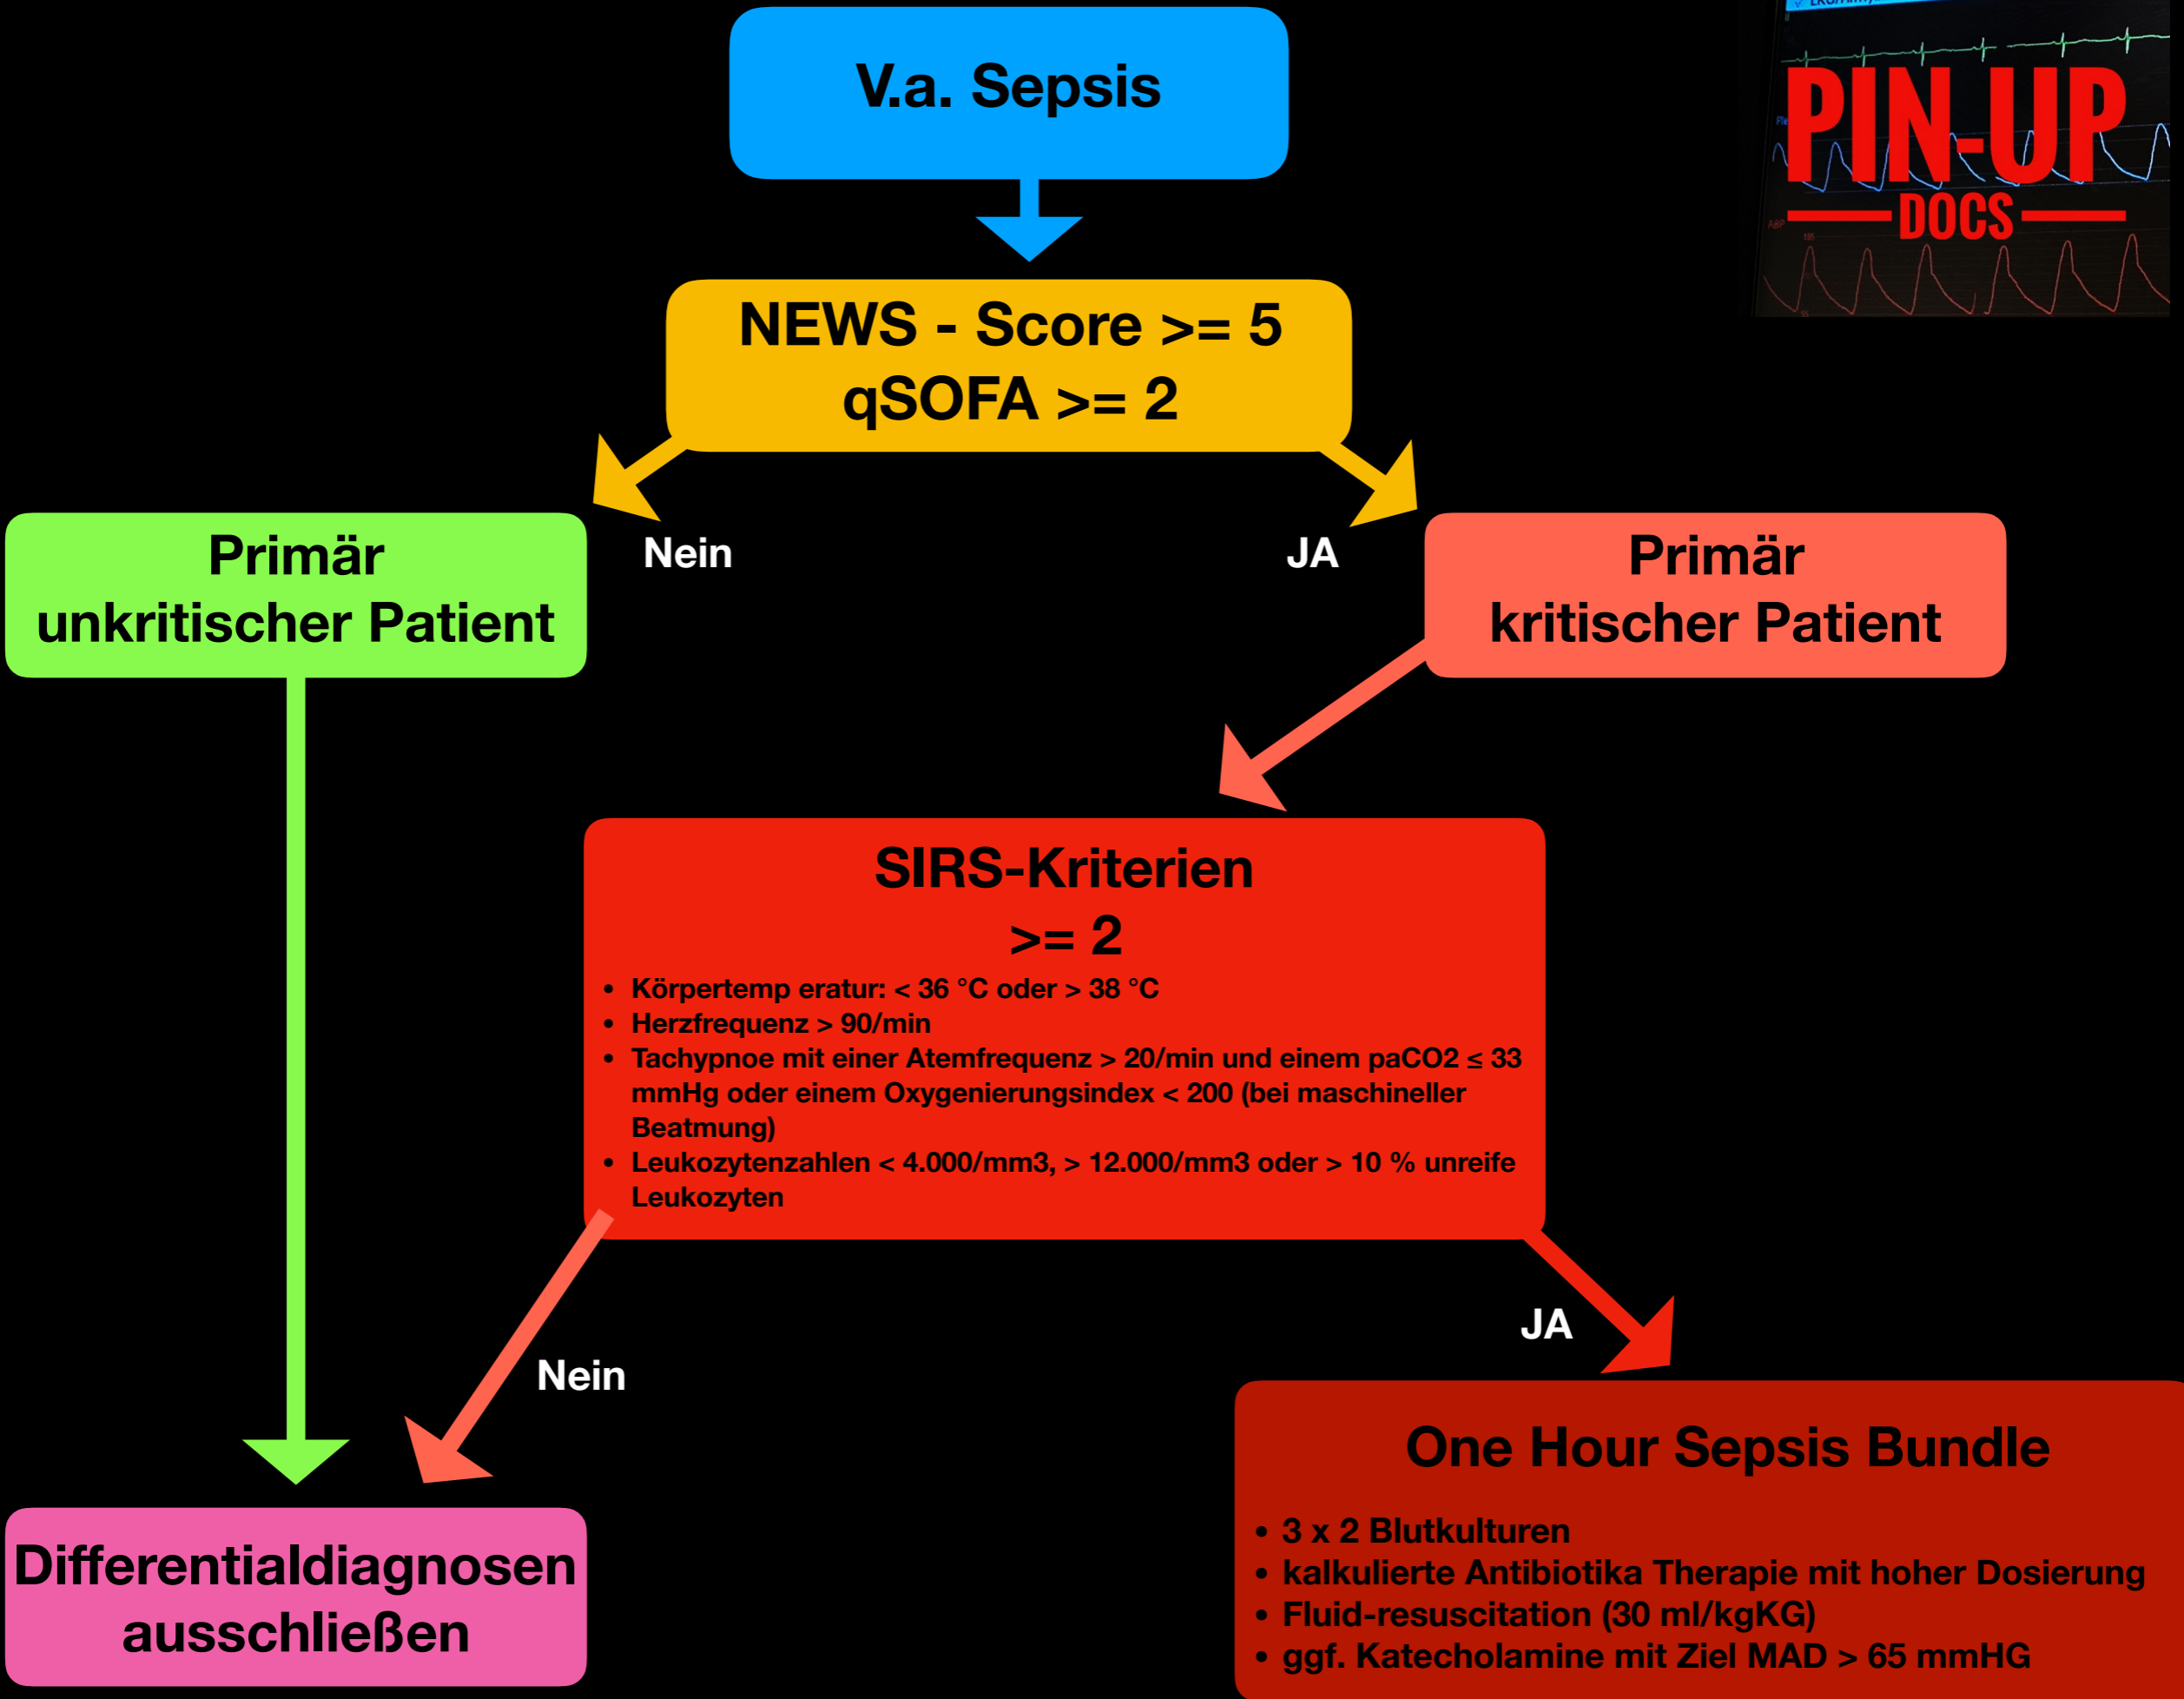 V.a. Sepsis
PIN-UP
DOCS
ABP
105
55
NEWS - Score >= 5
qSOFA >= 2
Nein
JA
Primär
unkritischer Patient
Primär
kritischer Patient
SIRS-Kriterien
>= 2
• Körpertemp eratur: < 36 °C oder > 38 °C
• Herzfrequenz > 90/min
• Tachypnoe mit einer Atemfrequenz > 20/min und einem paCO2 ≤ 33
mmHg oder einem Oxygenierungsindex < 200 (bei maschineller
Beatmung)
• Leukozytenzahlen < 4.000/mm3, > 12.000/mm3 oder > 10 % unreife
Leukozyten
Nein
JA
Differentialdiagnosen
ausschließen
One Hour Sepsis Bundle
• 3 x 2 Blutkulturen
• kalkulierte Antibiotika Therapie mit hoher Dosierung
• Fluid-resuscitation (30 ml/kgKG)
• ggf. Katecholamine mit Ziel MAD > 65 mmHG